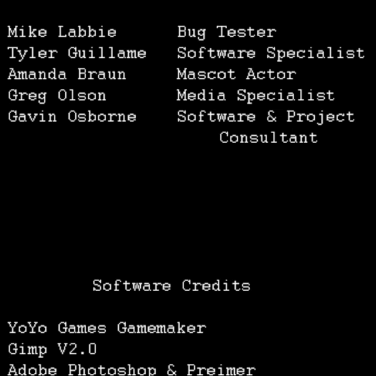 Mike Labbie Bug Tester
Tyler Guillame Software Specialist
Amanda Braun Mascot Actor
Greg Olson Media Specialist
Gavin Osborne Software & Project
Consultant
Software Credits
YoYo Games Gamemaker
Gimp V2.0
Adobe Photoshop & Preimer